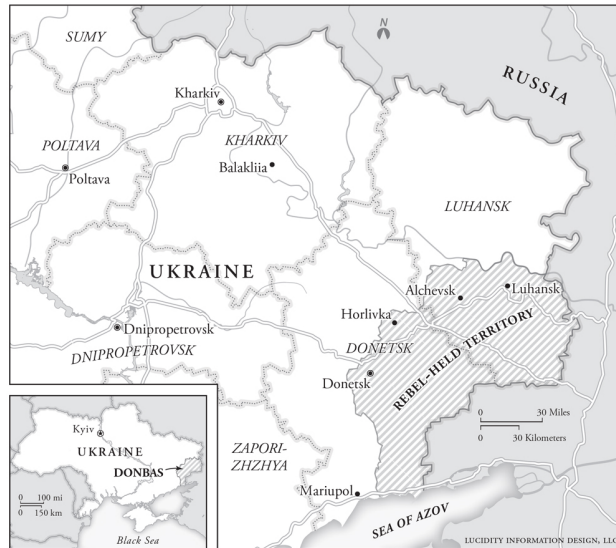 N
SUMY
RUSSIA
Kharkiv
POLTAVA
KHARKIV
Balakliia
Poltava
LUHANSK
UKRAINE
Alchevsk
Luhansk
Horlivka
Dnipropetrovsk
DNIPROPETROVSK
DONETSK
REBEL-HELD TERRITORY
Donetsk
0 30 Miles
0 30 Kilometers
Kyiv
UKRAINE
DONBAS
ZAPORI-
ZHZHYA
0 100 mi
0 150 km
Mariupol
SEA OF AZOV
Black Sea
LUCIDITY INFORMATION DESIGN, LLC